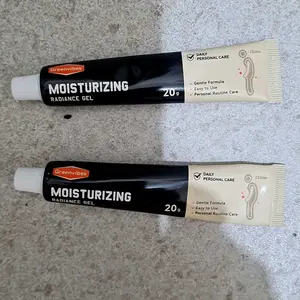 Greenvibes
MOISTURIZING
RADIANCE GEL
20g
DAILY
PERSONAL CARE
Gentle Formula
Easy to Use
Personal Routine Care
Greenvibes
MOISTURIZING
RADIANCE GEL
20g
DAILY
PERSONAL CARE
Gentle Formula
Easy to Use
Personal Routine Care